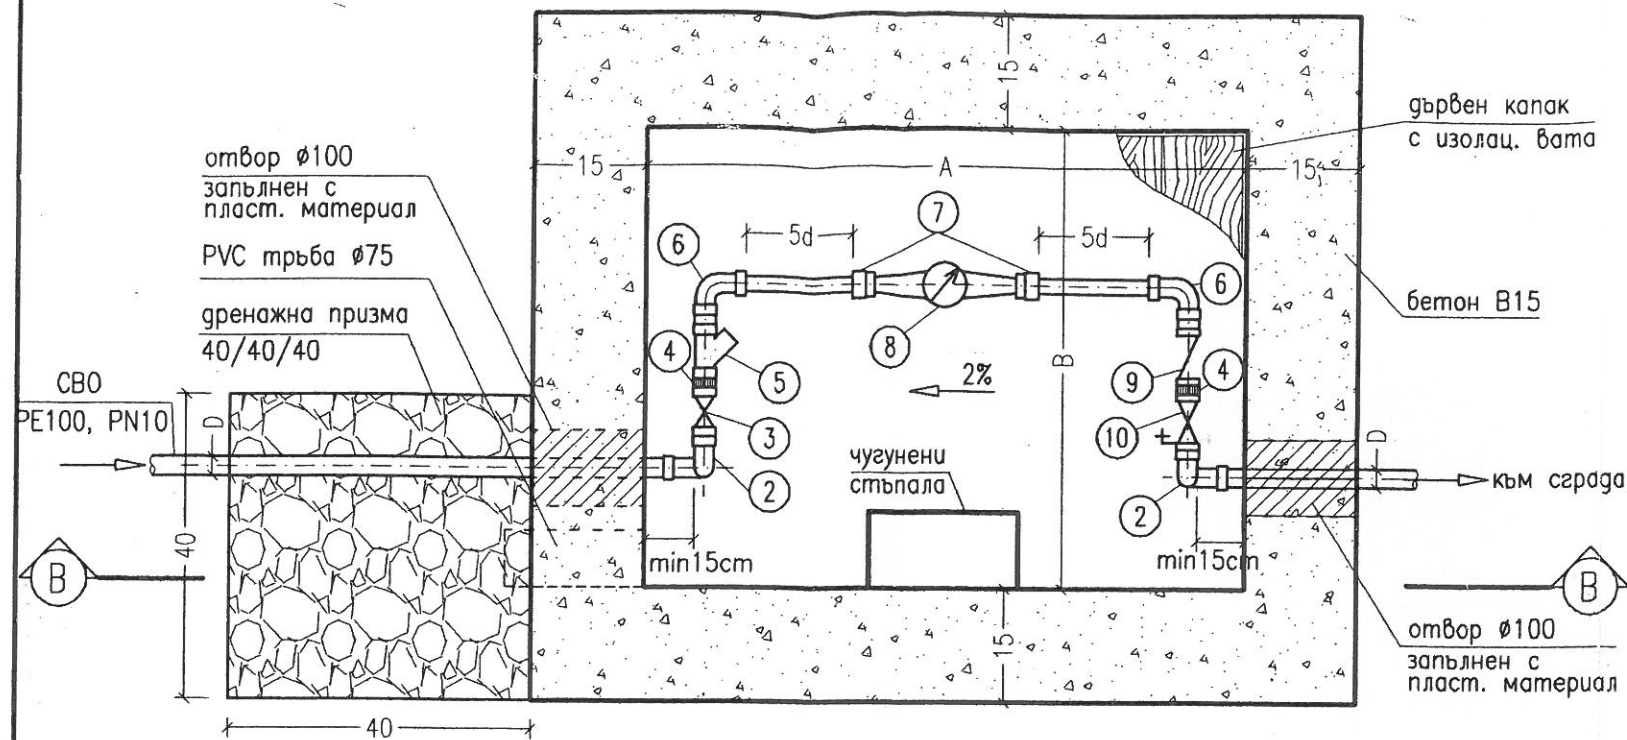 отвор ø100
запълнен с
пласт. материал
PVC тръба ø75
дренажна призма
40/40/40
СВО
PE100, PN10
D
40
40
B
15
15
A
15
B
15
7
5d
5d
6
6
8
4
5
3
2
9
4
10
2
2%
чугунени
стъпала
min15cm
min15cm
дървен капак
с изолац. вата
бетон В15
D
към сграда
B
отвор ø100
запълнен с
пласт. материал